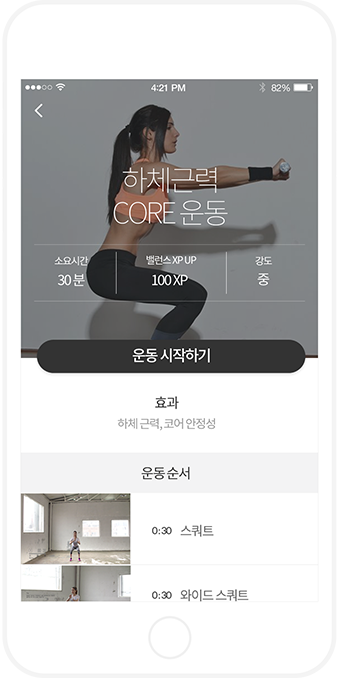 4:21 PM 82%
하체근력
CORE 운동
소요시간 밸런스 XP UP 강도
30 분 100 XP 중
운동 시작하기
효과
하체 근력, 코어 안정성
운동 순서
0:30 스쿼트
0:30 와이드 스쿼트